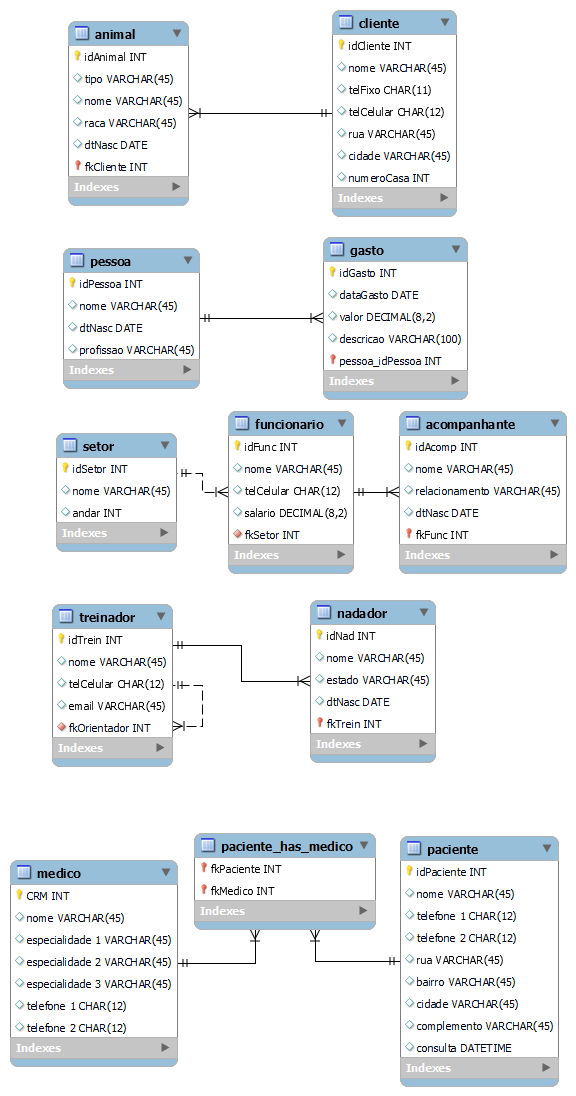 animal
idAnimal INT
tipo VARCHAR(45)
nome VARCHAR(45)
raca VARCHAR(45)
dtNasc DATE
fkCliente INT
Indexes
cliente
idCliente INT
nome VARCHAR(45)
telFixo CHAR(11)
telCelular CHAR(12)
rua VARCHAR(45)
cidade VARCHAR(45)
numeroCasa INT
Indexes
pessoa
idPessoa INT
nome VARCHAR(45)
dtNasc DATE
profissao VARCHAR(45)
Indexes
gasto
idGasto INT
dataGasto DATE
valor DECIMAL(8,2)
descricao VARCHAR(100)
pessoa_idPessoa INT
Indexes
setor
idSetor INT
nome VARCHAR(45)
andar INT
Indexes
funcionario
idFunc INT
nome VARCHAR(45)
telCelular CHAR(12)
salario DECIMAL(8,2)
fkSetor INT
Indexes
acompanhante
idAcomp INT
nome VARCHAR(45)
relacionamento VARCHAR(45)
dtNasc DATE
fkFunc INT
Indexes
treinador
idTrein INT
nome VARCHAR(45)
telCelular CHAR(12)
email VARCHAR(45)
fkOrientador INT
Indexes
nadador
idNad INT
nome VARCHAR(45)
estado VARCHAR(45)
dtNasc DATE
fkTrein INT
Indexes
medico
CRM INT
nome VARCHAR(45)
especialidade 1 VARCHAR(45)
especialidade 2 VARCHAR(45)
especialidade 3 VARCHAR(45)
telefone 1 CHAR(12)
telefone 2 CHAR(12)
Indexes
paciente_has_medico
fkPaciente INT
fkMedico INT
Indexes
paciente
idPaciente INT
nome VARCHAR(45)
telefone 1 CHAR(12)
telefone 2 CHAR(12)
rua VARCHAR(45)
bairro VARCHAR(45)
cidade VARCHAR(45)
complemento VARCHAR(45)
consulta DATETIME
Indexes